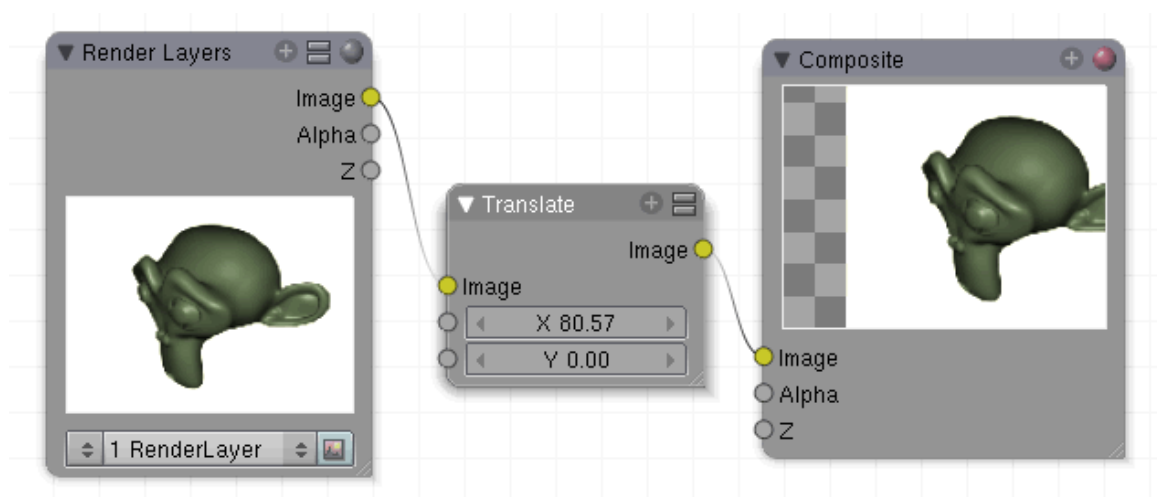 Render Layers
Image
Alpha
Z
1 RenderLayer
Translate
Image
Image
X 80.57
Y 0.00
Composite
Image
Alpha
Z